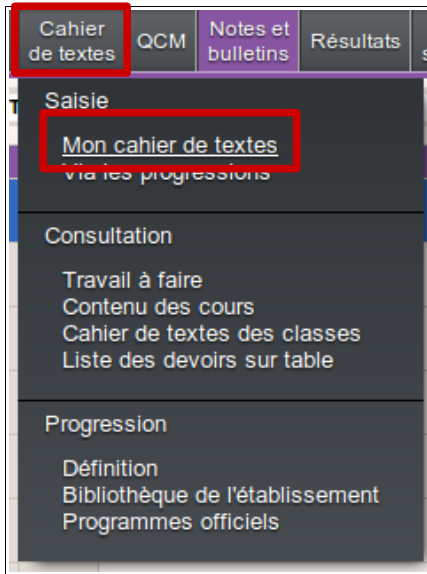 Cahier
de textes
QCM
Notes et
bulletins
Résultats
Saisie
Mon cahier de textes
Via les progressions
Consultation
Travail à faire
Contenu des cours
Cahier de textes des classes
Liste des devoirs sur table
Progression
Définition
Bibliothèque de l'établissement
Programmes officiels